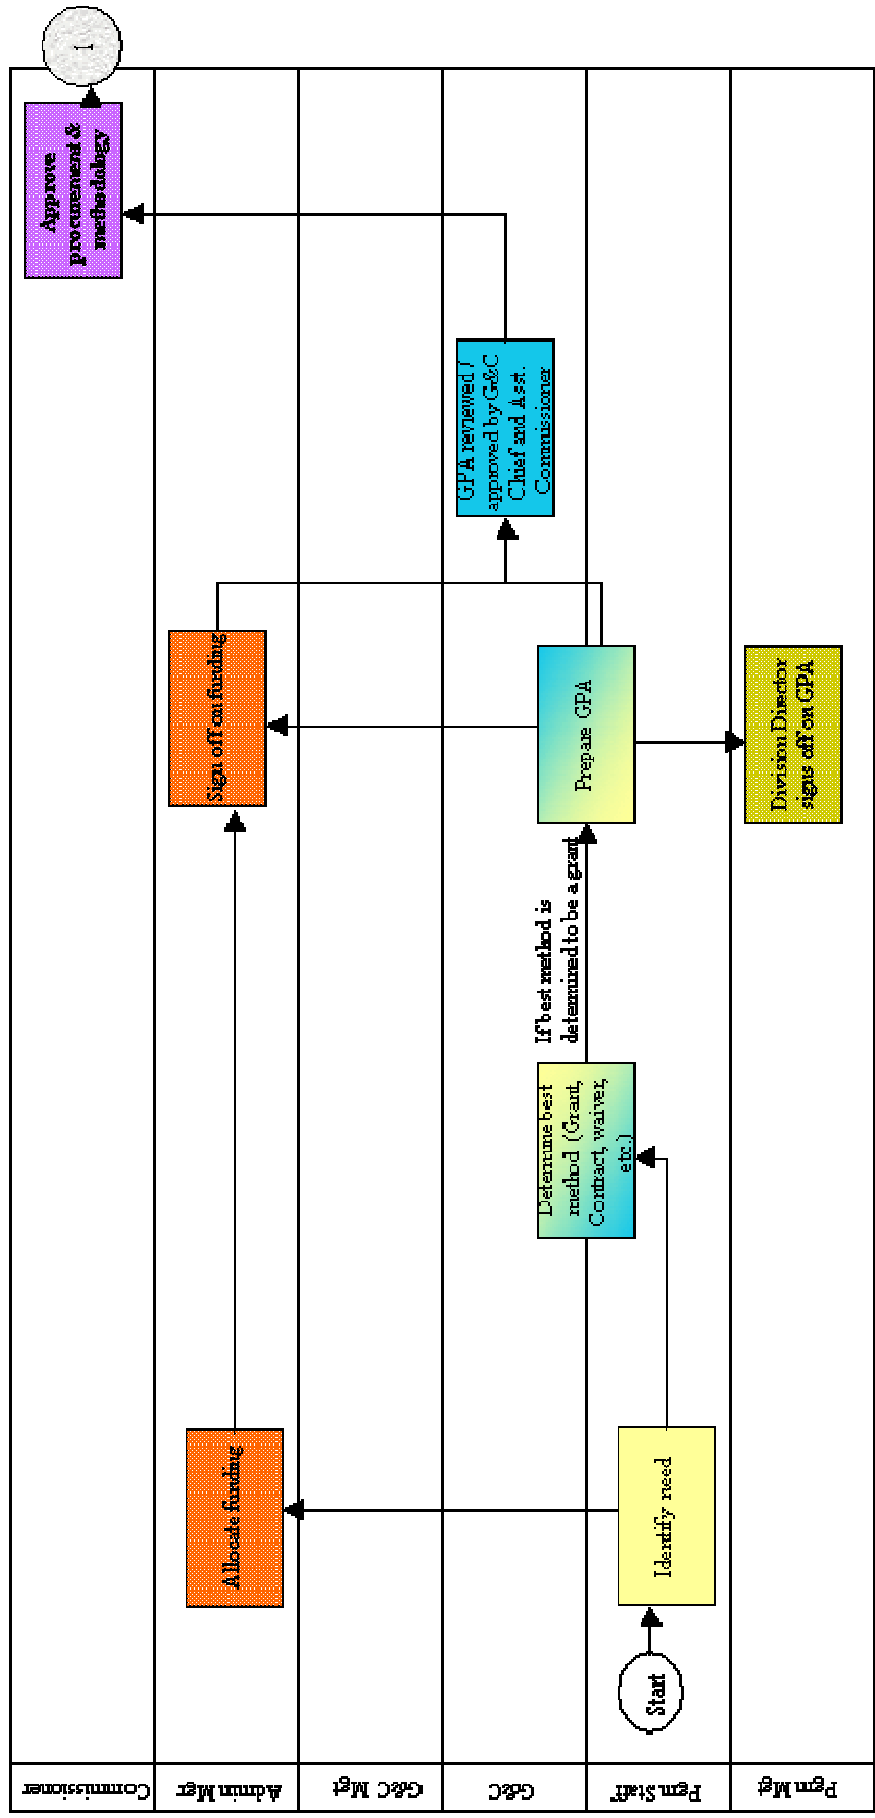 Commissioner
Admin Mgr
G&C Mgt
G&C
Pgm Staff
Pgm Mgt
Start
Identify need
Allocate funding
Determine best
method (Grant,
Contract, waiver,
etc.)
If best method is
determined to be a grant
Prepare GPA
Sign off on funding
Division Director
signs off on GPA
GPA reviewed /
approved by G&C
Chief and Asst.
Commissioner
Approve
procurement &
methodology
1